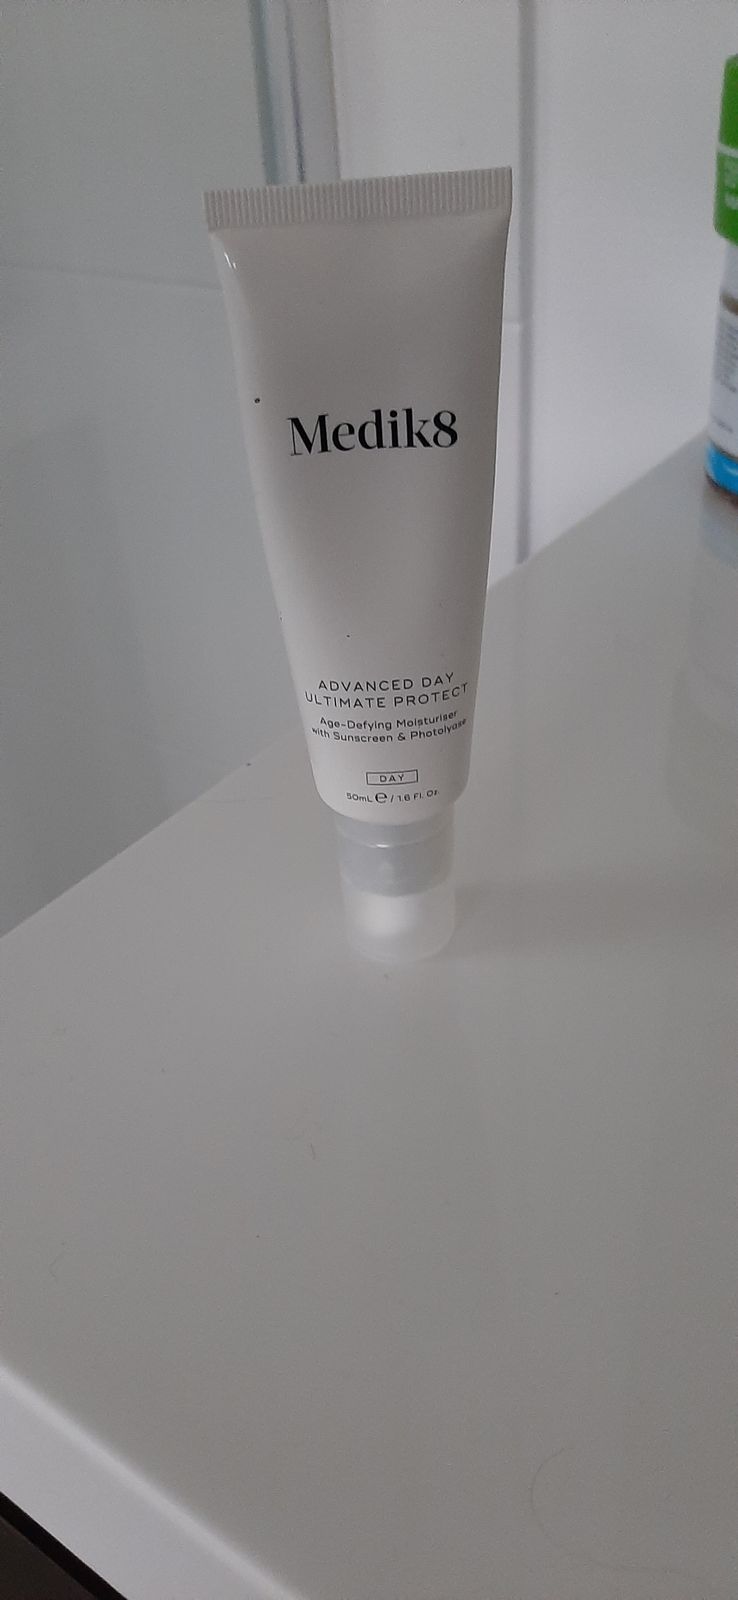 Medik8
ADVANCED DAY
ULTIMATE PROTECT
Age-Defying Moisturiser
with Sunscreen & Photolyase
DAY
50mL ℮ / 1.6 Fl. Oz.